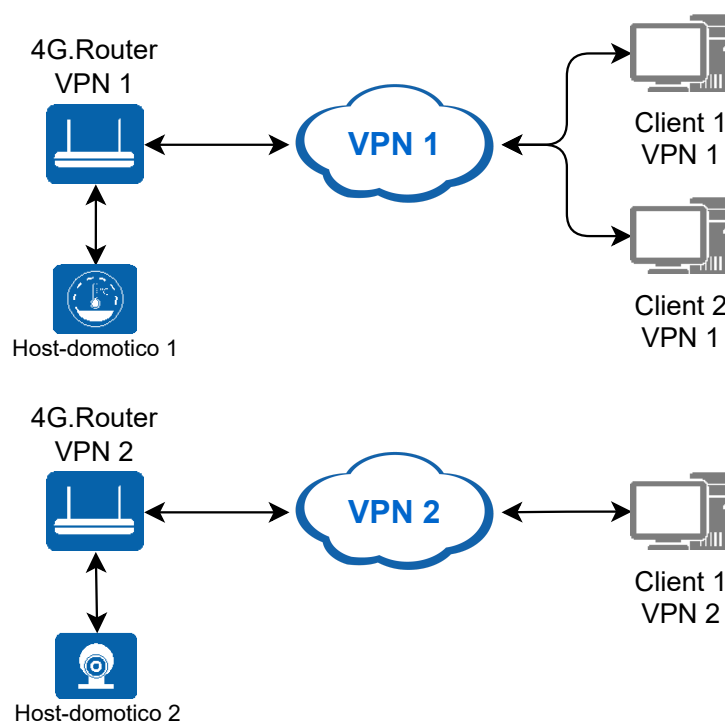 4G.Router
VPN 1
VPN 1
Client 1
VPN 1
°C
Host-domotico 1
Client 2
VPN 1
4G.Router
VPN 2
VPN 2
Client 1
VPN 2
Host-domotico 2